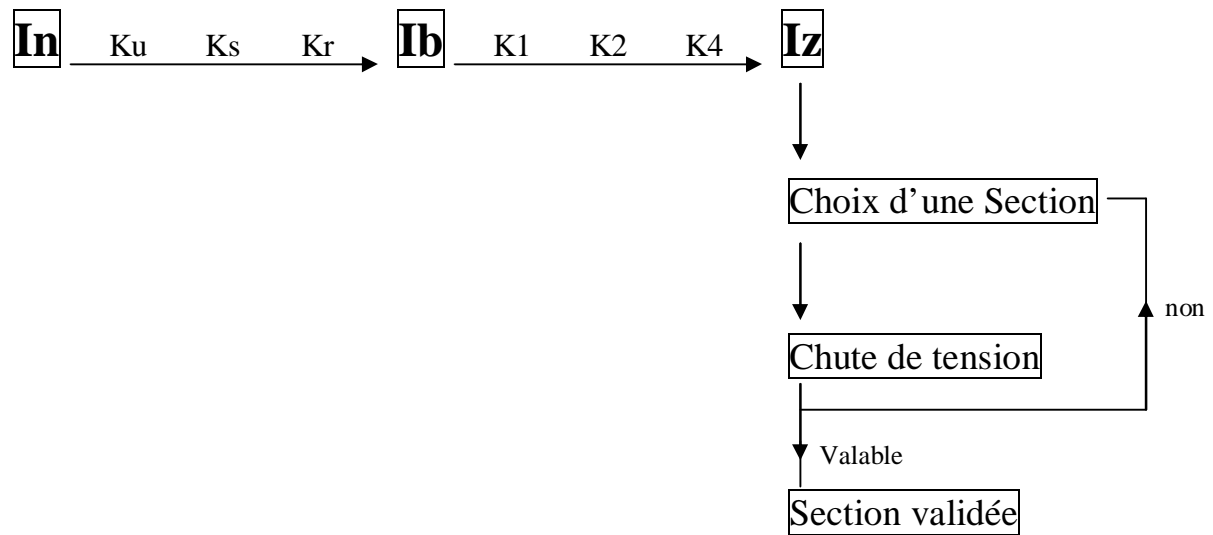 In Ku Ks Kr Ib K1 K2 K4 Iz
Choix d’une Section
non
Chute de tension
Valable
Section validée